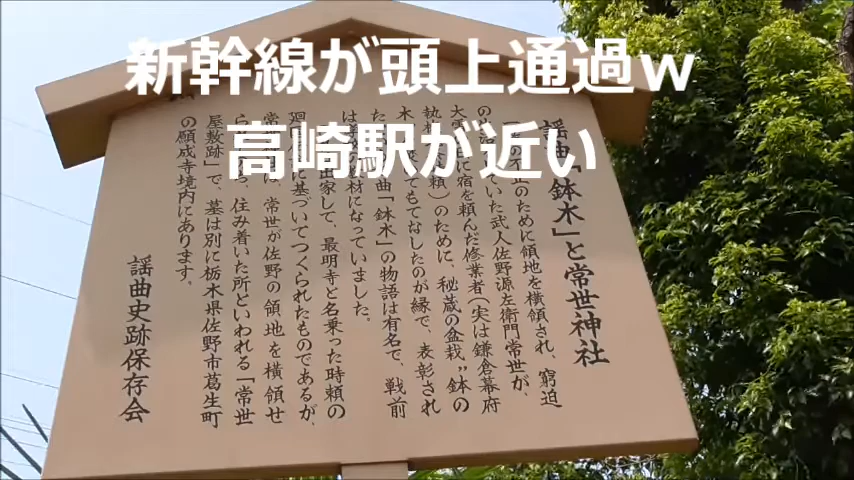 新幹線が頭上通過w
高崎駅が近い
謡曲「鉢木」と常世神社
一 の不正のために領地を横領され、窮迫
の していた武人佐野源左衛門常世が、
大雪 に宿を頼んだ修業者(実は鎌倉幕府
執権 頼)のために、秘蔵の盆栽"鉢の
木" てもてなしたのが縁で、表彰され
た 曲「鉢木」の物語は有名で、戦前
は 教材になっていました。
出家して、最明寺と名乗った時頼の
廻 に基づいてつくられたものであるが、
常 は、常世が佐野の領地を横領せ
ら ら、住み着いた所といわれる「常世
屋敷跡」で、墓は別に栃木県佐野市葛生町
の願成寺境内にあります。
謡曲史跡保存会